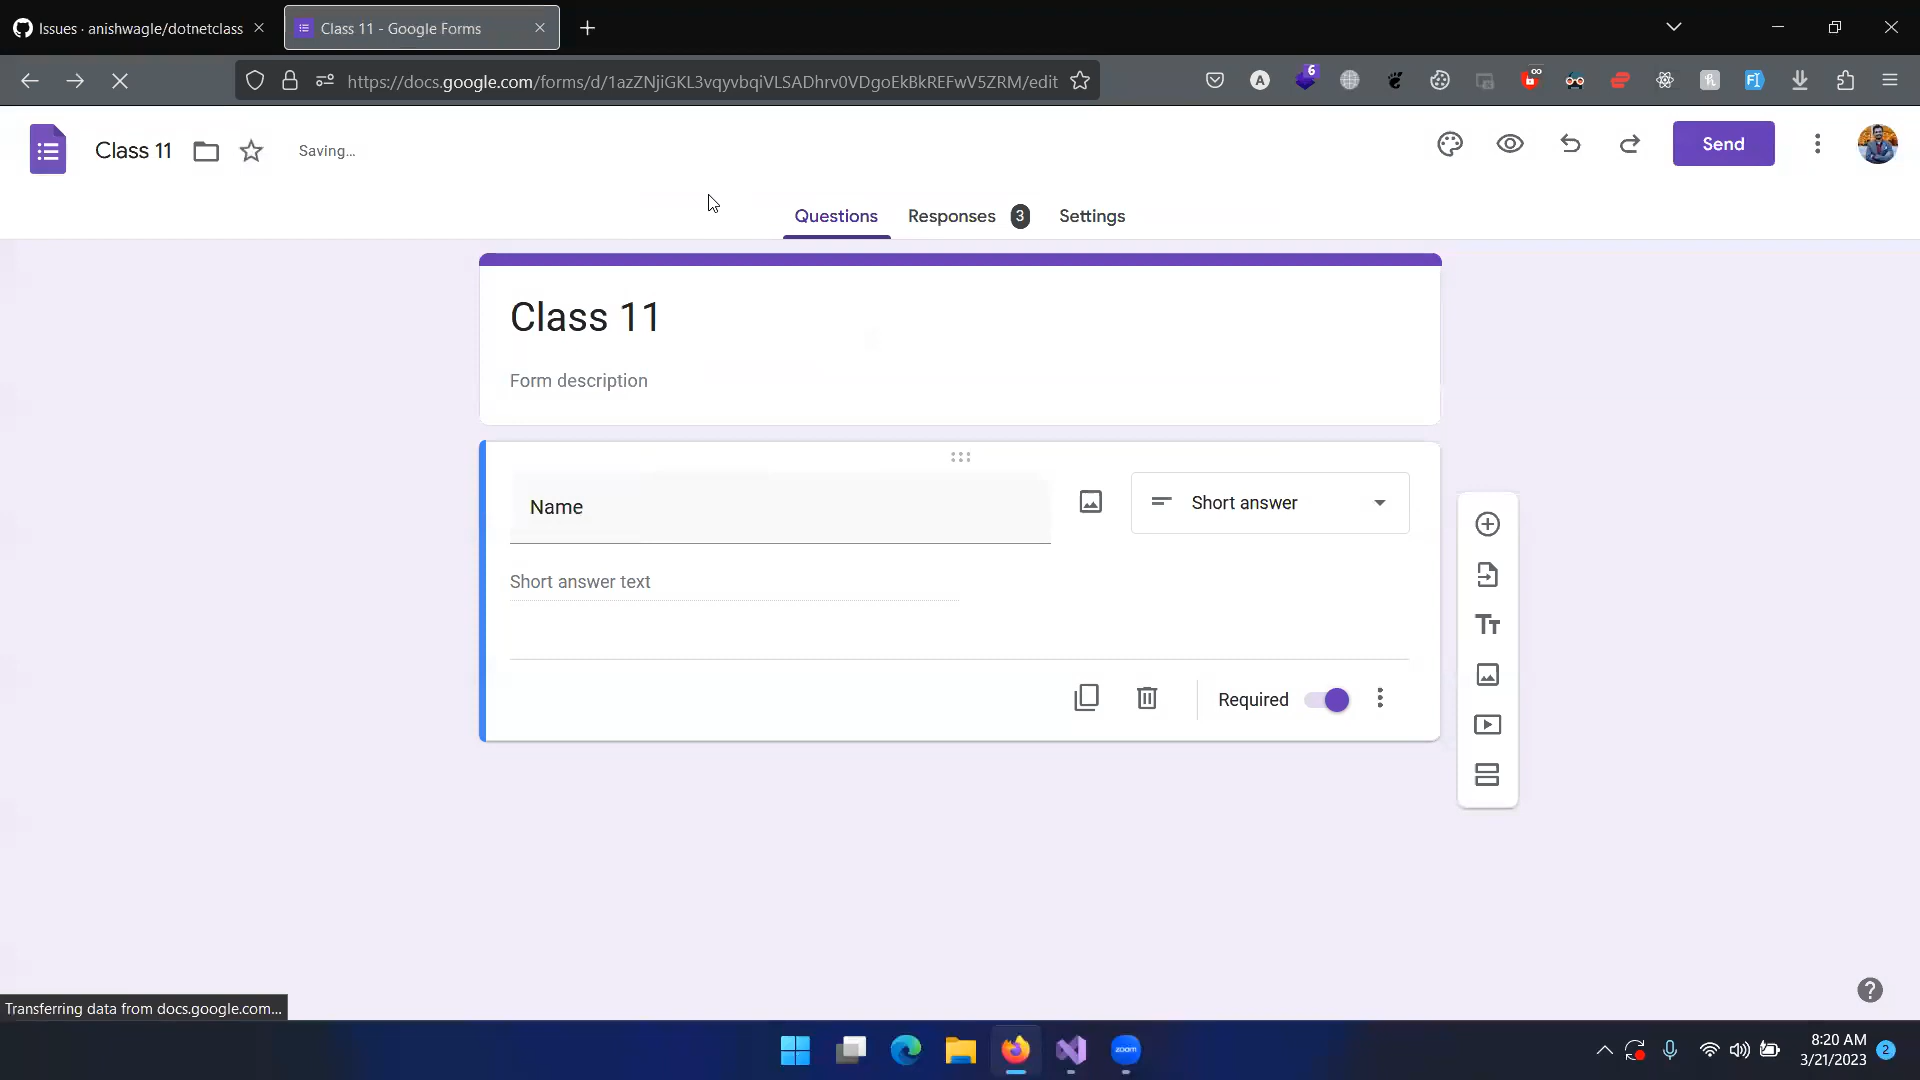 Issues · anishwagle/dotnetclass
Class 11 - Google Forms
https://docs.google.com/forms/d/1azZNjiGKL3vqyvbqiVLSADhrv0VDgoEkBkREFwV5ZRM/edit
6
Class 11
Saving...
Send
Questions
Responses 3
Settings
Class 11
Form description
Name
Short answer
Short answer text
Required
Transferring data from docs.google.com...
zoom
8:20 AM
3/21/2023
2